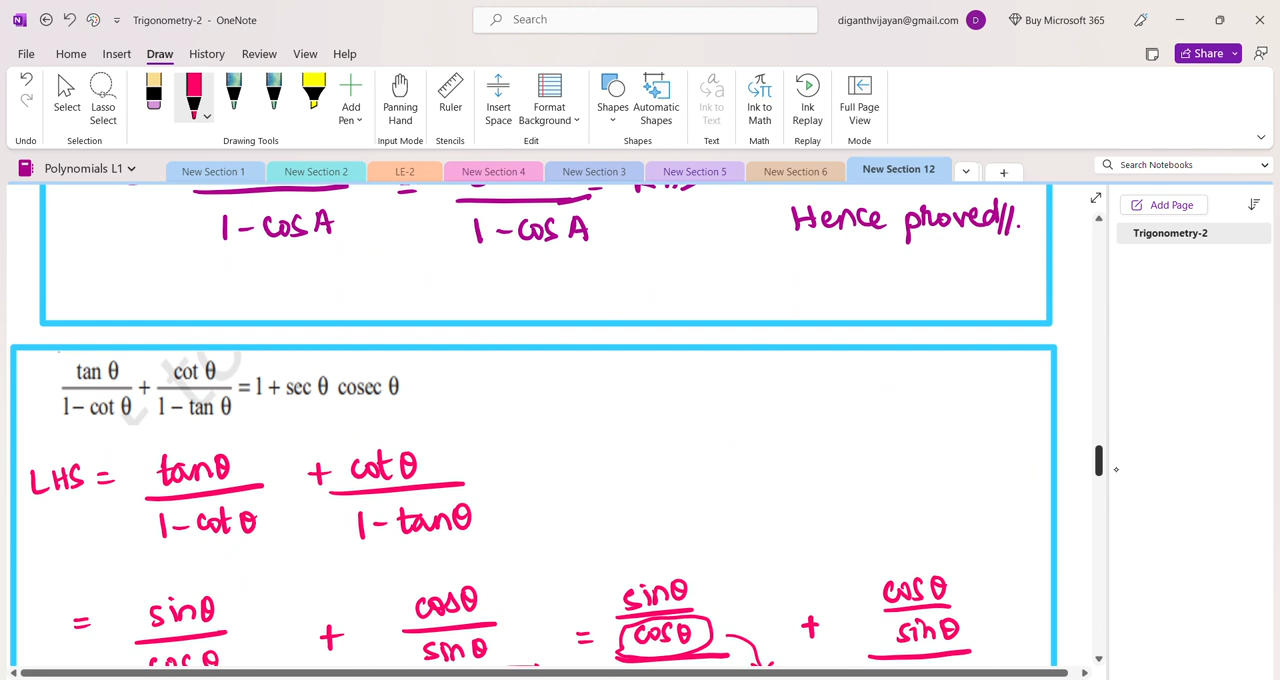 Trigonometry-2 - OneNote
Search
diganthvijayan@gmail.com D
Buy Microsoft 365
File Home Insert Draw History Review View Help
Share
Undo
Select
Lasso Select
Add Pen
Panning Hand
Ruler
Insert Space
Format Background
Shapes
Automatic Shapes
Ink to Text
Ink to Math
Ink Replay
Full Page View
Undo Selection Drawing Tools Input Mode Stencils Edit Shapes Text Math Replay Mode
Polynomials L1
New Section 1 New Section 2 LE-2 New Section 4 New Section 3 New Section 5 New Section 6 New Section 12 +
Search Notebooks
Add Page
Trigonometry-2
1 - cos A 1 - cos A Hence proved//.
tan θ / 1 − cot θ + cot θ / 1 − tan θ = 1 + sec θ cosec θ
LHS = tanθ / 1 - cotθ + cotθ / 1 - tanθ
= sinθ / cosθ + cosθ / sinθ = sinθ / cosθ + cosθ / sinθ